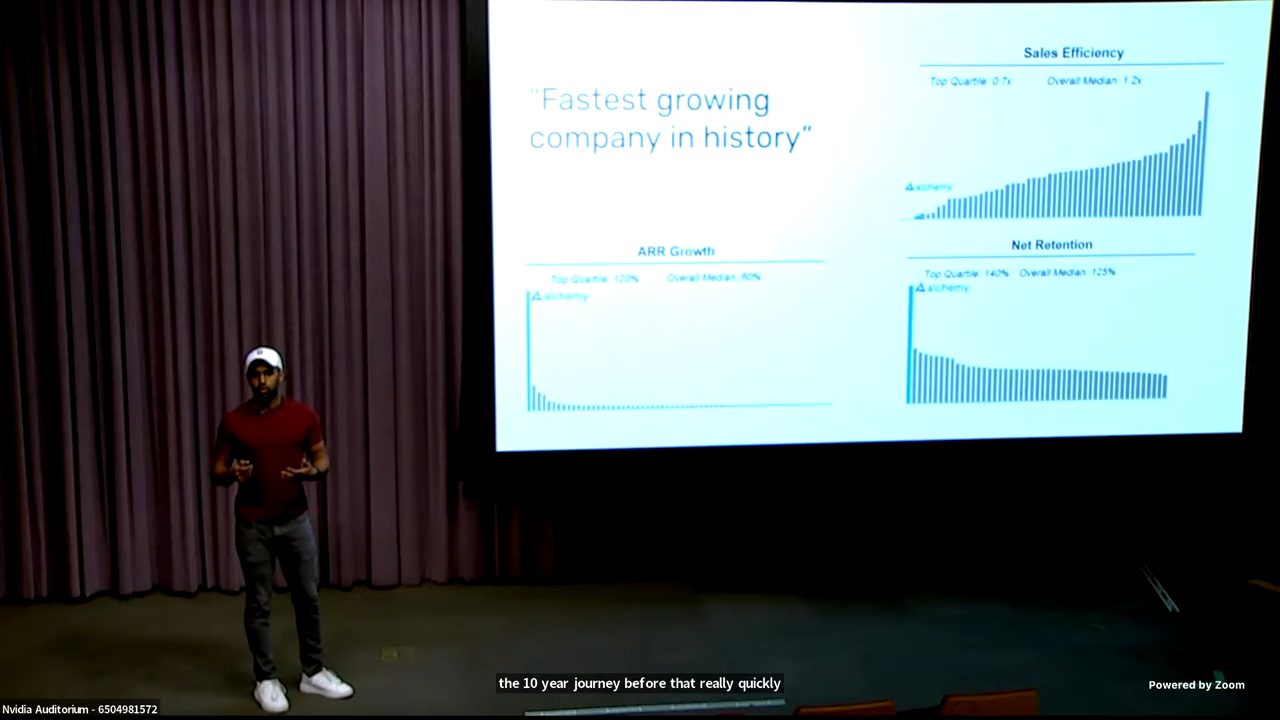 “Fastest growing
company in history”
Sales Efficiency
Top Quartile: 0.7x Overall Median: 1.2x
alchemy
ARR Growth
Top Quartile: 120% Overall Median: 80%
alchemy
Net Retention
Top Quartile: 140% Overall Median: 125%
alchemy
the 10 year journey before that really quickly
Powered by Zoom
Nvidia Auditorium - 6504981572